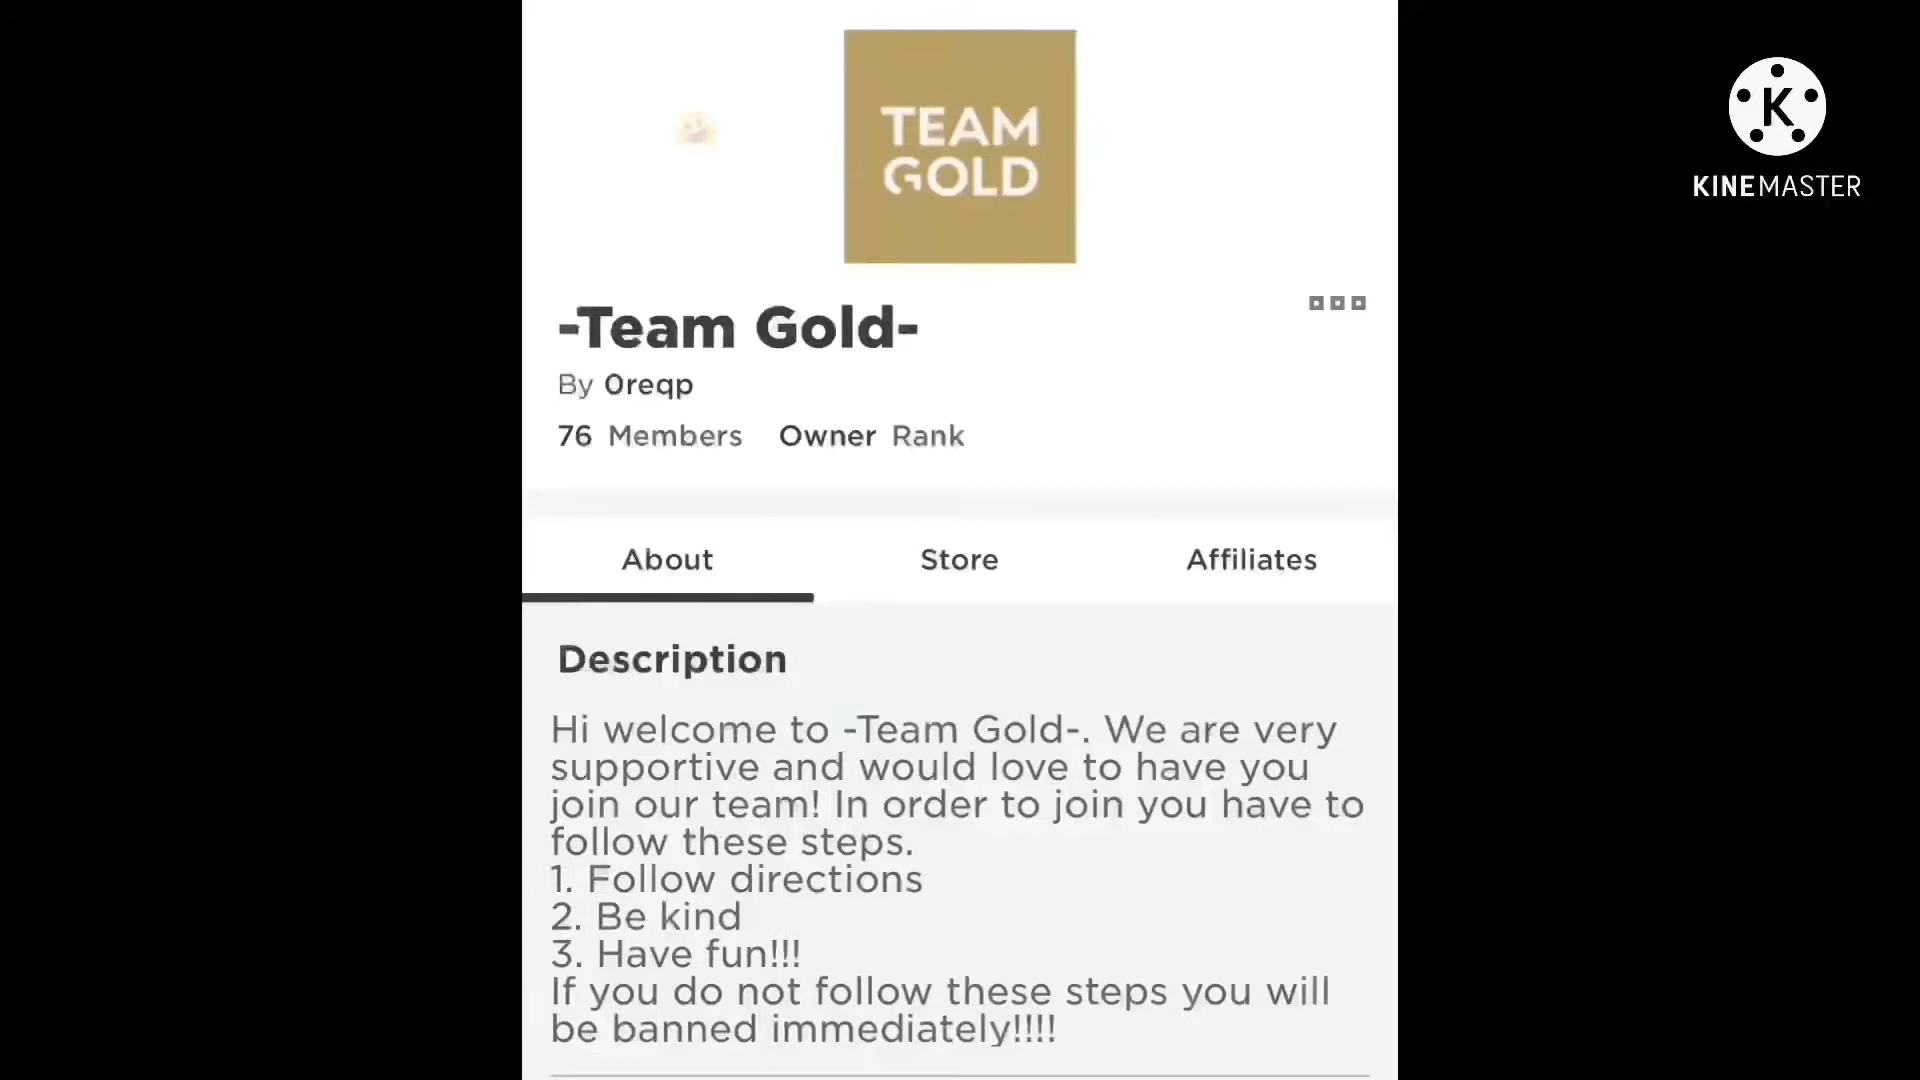 TEAM
GOLD
K
KINEMASTER
-Team Gold-
By 0reqp
76 Members Owner Rank
About Store Affiliates
Description
Hi welcome to -Team Gold-. We are very
supportive and would love to have you
join our team! In order to join you have to
follow these steps.
1. Follow directions
2. Be kind
3. Have fun!!!
If you do not follow these steps you will
be banned immediately!!!!